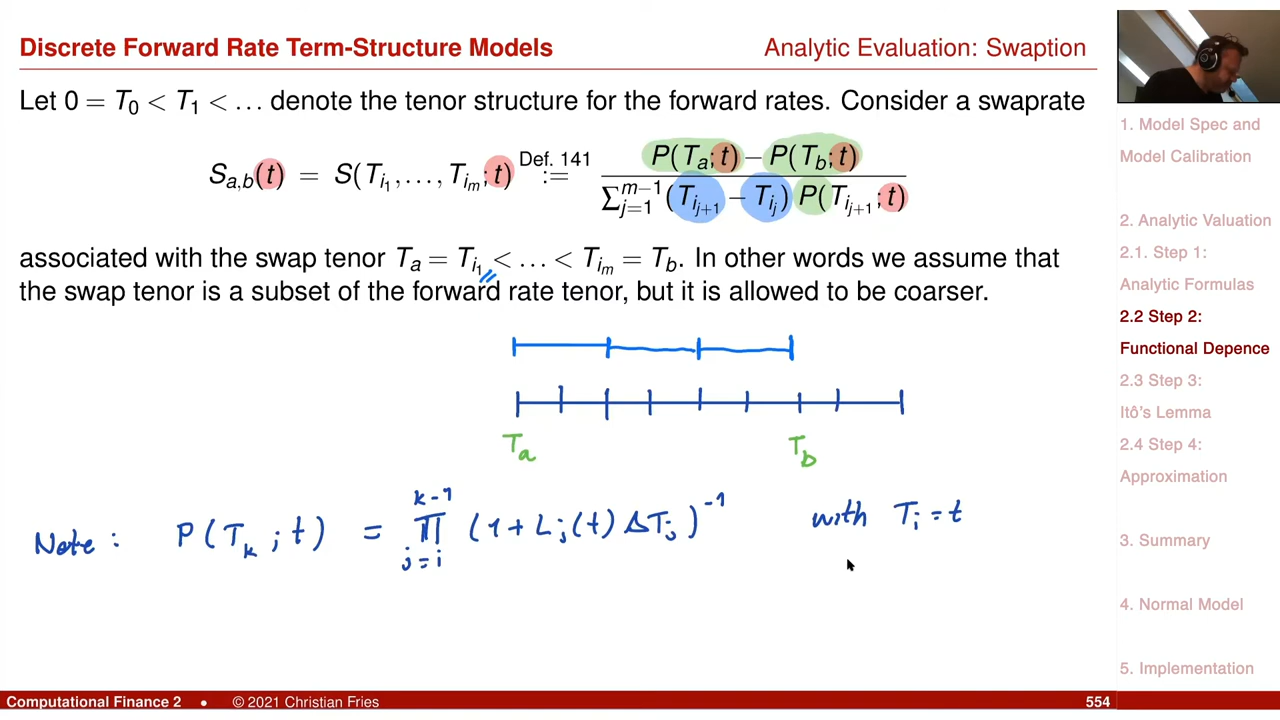 Discrete Forward Rate Term-Structure Models
Analytic Evaluation: Swaption
Let 0 = T_0 < T_1 < … denote the tenor structure for the forward rates. Consider a swaprate
S_{a,b}(t) = S(T_{i_1}, …, T_{i_m}; t) Def. 141 := (P(T_a; t) − P(T_b; t)) / (∑_{j=1}^{m−1} (T_{i_{j+1}} − T_{i_j}) P(T_{i_{j+1}}; t))
associated with the swap tenor T_a = T_{i_1} < … < T_{i_m} = T_b. In other words we assume that
the swap tenor is a subset of the forward rate tenor, but it is allowed to be coarser.
T_a T_b
Note: P(T_k; t) = ∏_{j=i}^{k−1} (1 + L_j(t) ΔT_j)^{−1} with T_i = t
1. Model Spec and
Model Calibration
2. Analytic Valuation
2.1. Step 1:
Analytic Formulas
2.2 Step 2:
Functional Depence
2.3 Step 3:
Itô's Lemma
2.4 Step 4:
Approximation
3. Summary
4. Normal Model
5. Implementation
Computational Finance 2 • © 2021 Christian Fries
554